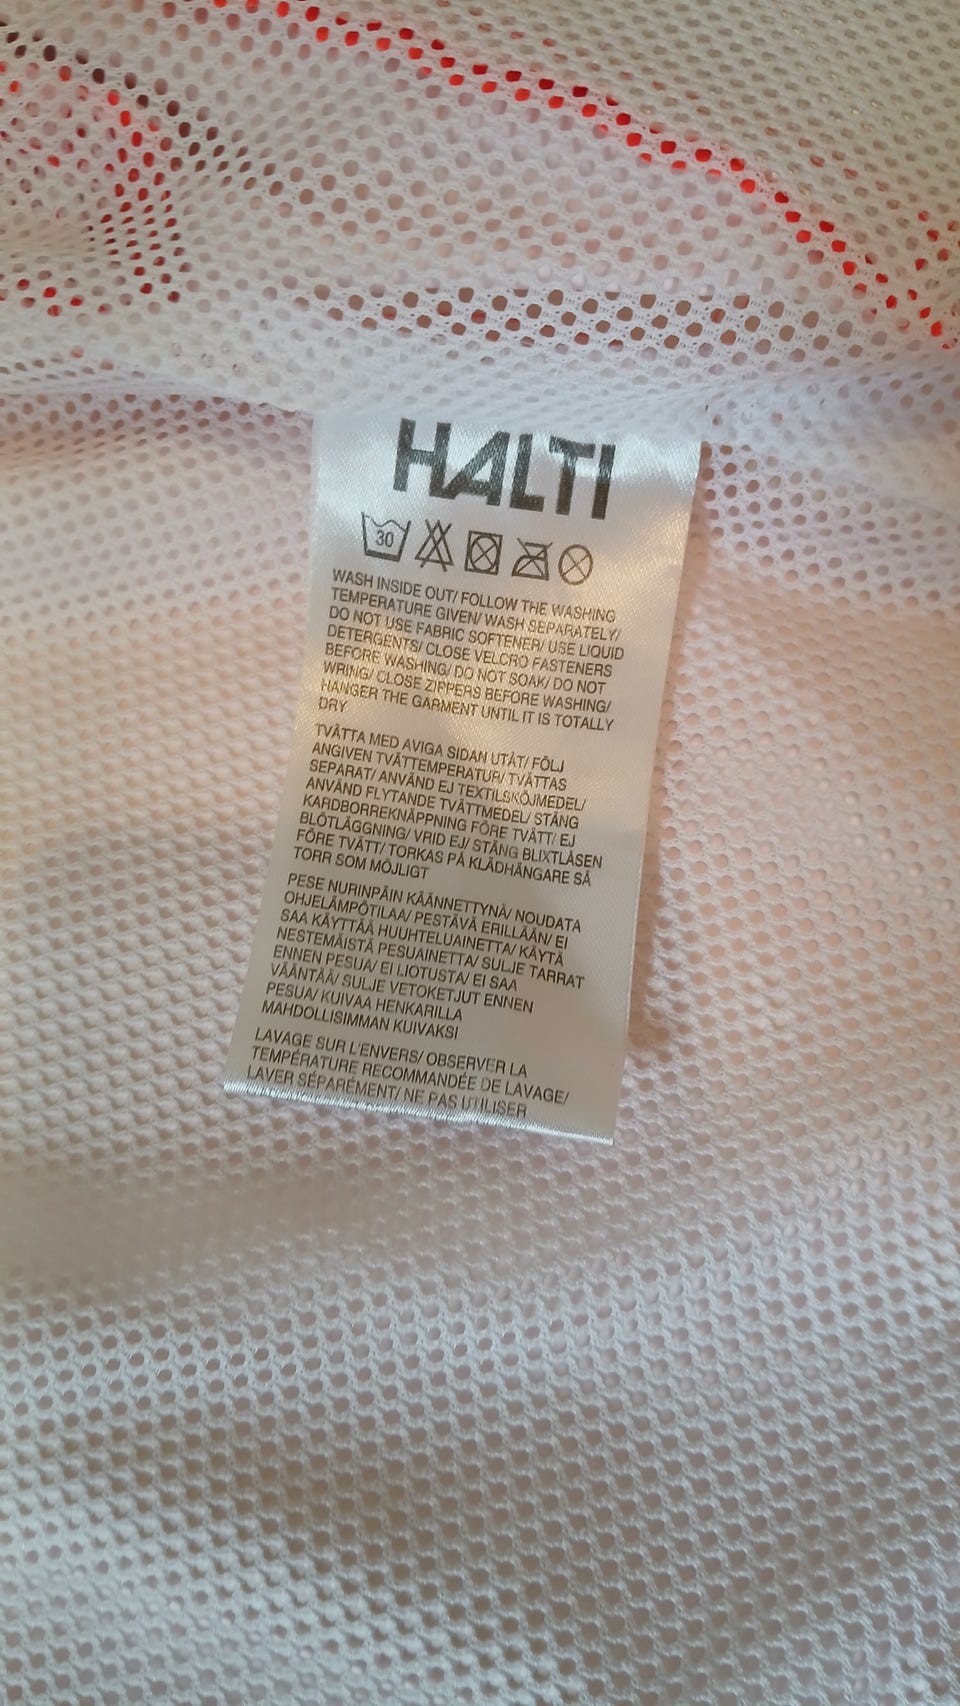 HALTI
30
WASH INSIDE OUT/ FOLLOW THE WASHING
TEMPERATURE GIVEN/ WASH SEPARATELY/
DO NOT USE FABRIC SOFTENER/ USE LIQUID
DETERGENTS/ CLOSE VELCRO FASTENERS
BEFORE WASHING/ DO NOT SOAK/ DO NOT
WRING/ CLOSE ZIPPERS BEFORE WASHING/
HANGER THE GARMENT UNTIL IT IS TOTALLY
DRY
TVÄTTA MED AVIGA SIDAN UTÅT/ FÖLJ
ANGIVEN TVÄTTEMPERATUR/ TVÄTTAS
SEPARAT/ ANVÄND EJ TEXTILSKÖJMEDEL/
ANVÄND FLYTANDE TVÄTTMEDEL/ STÄNG
KARDBORREKNÄPPNING FÖRE TVÄTT/ EJ
BLÖTLÄGGNING/ VRID EJ/ STÄNG BLIXTLÅSEN
FÖRE TVÄTT/ TORKAS PÅ KLÄDHÄNGARE SÅ
TORR SOM MÖJLIGT
PESE NURINPÄIN KÄÄNNETTYNÄ/ NOUDATA
OHJELÄMPÖTILAA/ PESTÄVÄ ERILLÄÄN/ EI
SAA KÄYTTÄÄ HUUHTELUAINETTA/ KÄYTÄ
NESTEMÄISTÄ PESUAINETTA/ SULJE TARRAT
ENNEN PESUA/ EI LIOTUSTA/ EI SAA
VÄÄNTÄÄ/ SULJE VETOKETJUT ENNEN
PESUA/ KUIVAA HENKARILLA
MAHDOLLISIMMAN KUIVAKSI
LAVAGE SUR L'ENVERS/ OBSERVER LA
TEMPÉRATURE RECOMMANDÉE DE LAVAGE/
LAVER SÉPARÉMENT/ NE PAS UTILISER